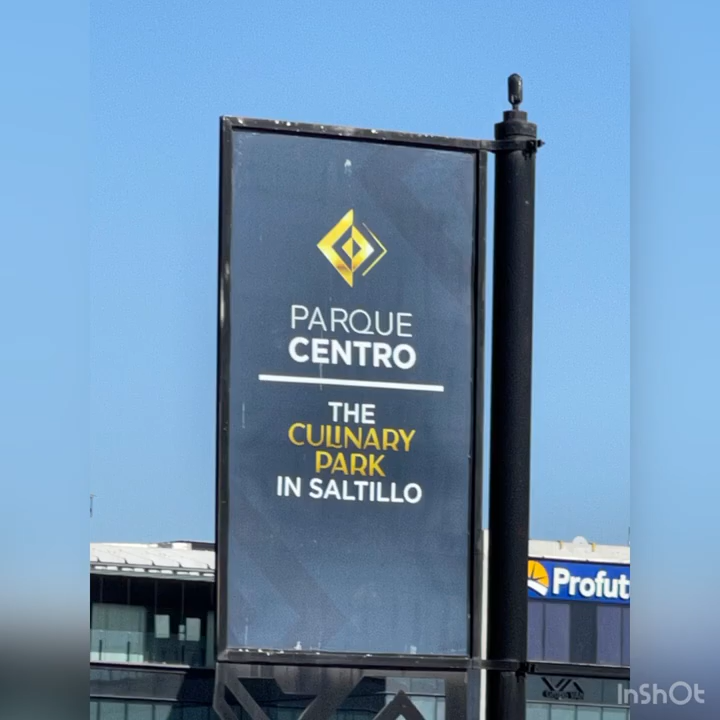 PARQUE
CENTRO
THE
CULINARY
PARK
IN SALTILLO
Profut
InShOt